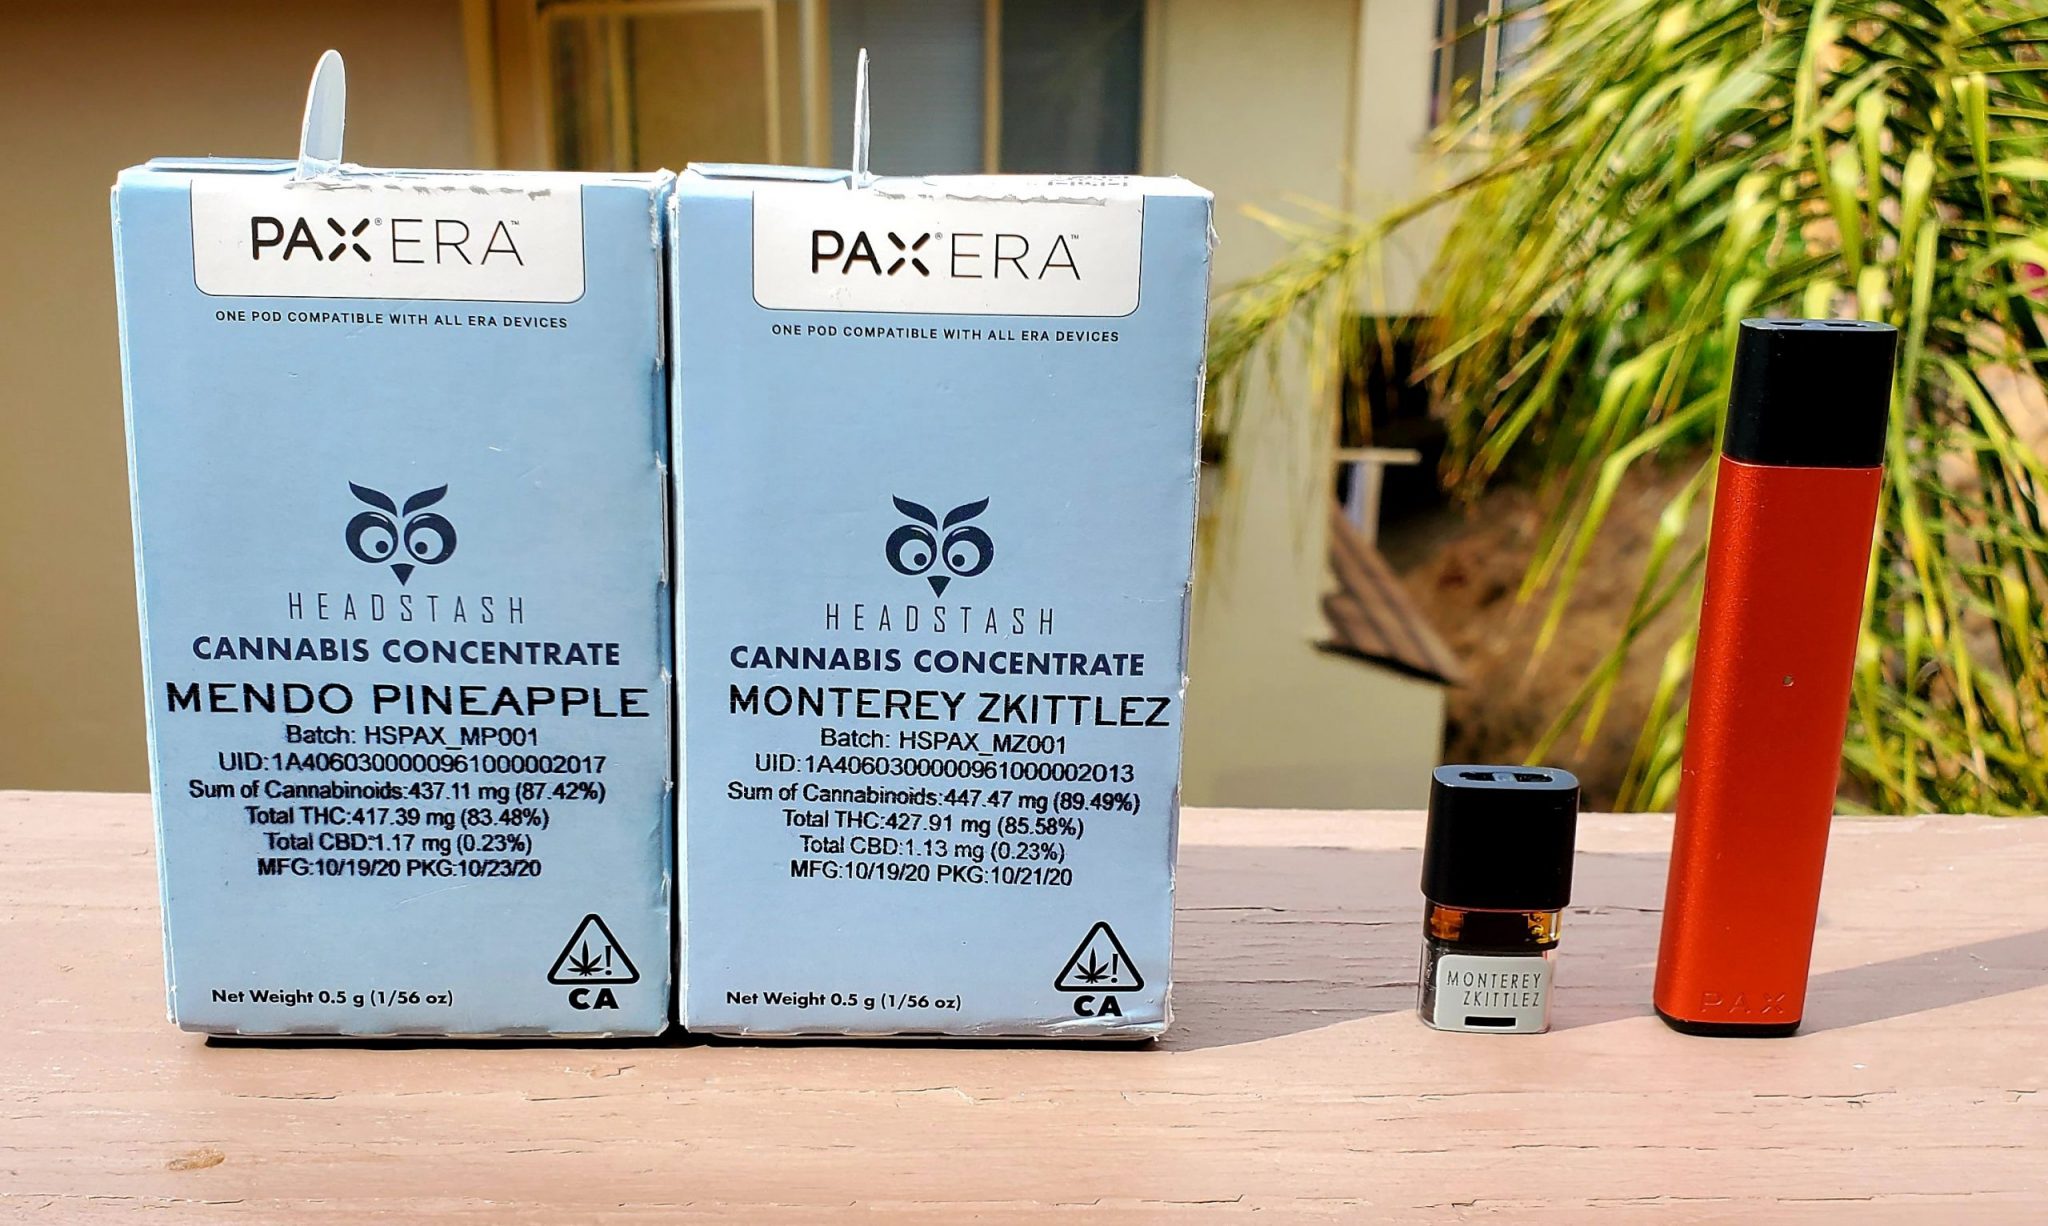 PAX® ERA™
ONE POD COMPATIBLE WITH ALL ERA DEVICES
HEADSTASH
CANNABIS CONCENTRATE
MENDO PINEAPPLE
Batch: HSPAX_MP001
UID:1A4060300000961000002017
Sum of Cannabinoids:437.11 mg (87.42%)
Total THC:417.39 mg (83.48%)
Total CBD:1.17 mg (0.23%)
MFG:10/19/20 PKG:10/23/20
Net Weight 0.5 g (1/56 oz)
CA
PAX® ERA™
ONE POD COMPATIBLE WITH ALL ERA DEVICES
HEADSTASH
CANNABIS CONCENTRATE
MONTEREY ZKITTLEZ
Batch: HSPAX_MZ001
UID:1A4060300000961000002013
Sum of Cannabinoids:447.47 mg (89.49%)
Total THC:427.91 mg (85.58%)
Total CBD:1.13 mg (0.23%)
MFG:10/19/20 PKG:10/21/20
Net Weight 0.5 g (1/56 oz)
CA
MONTEREY
ZKITTLEZ
PAX